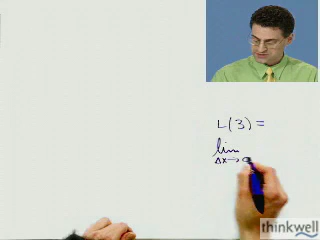 L(3) =
lim
Δx→0
thinkwell